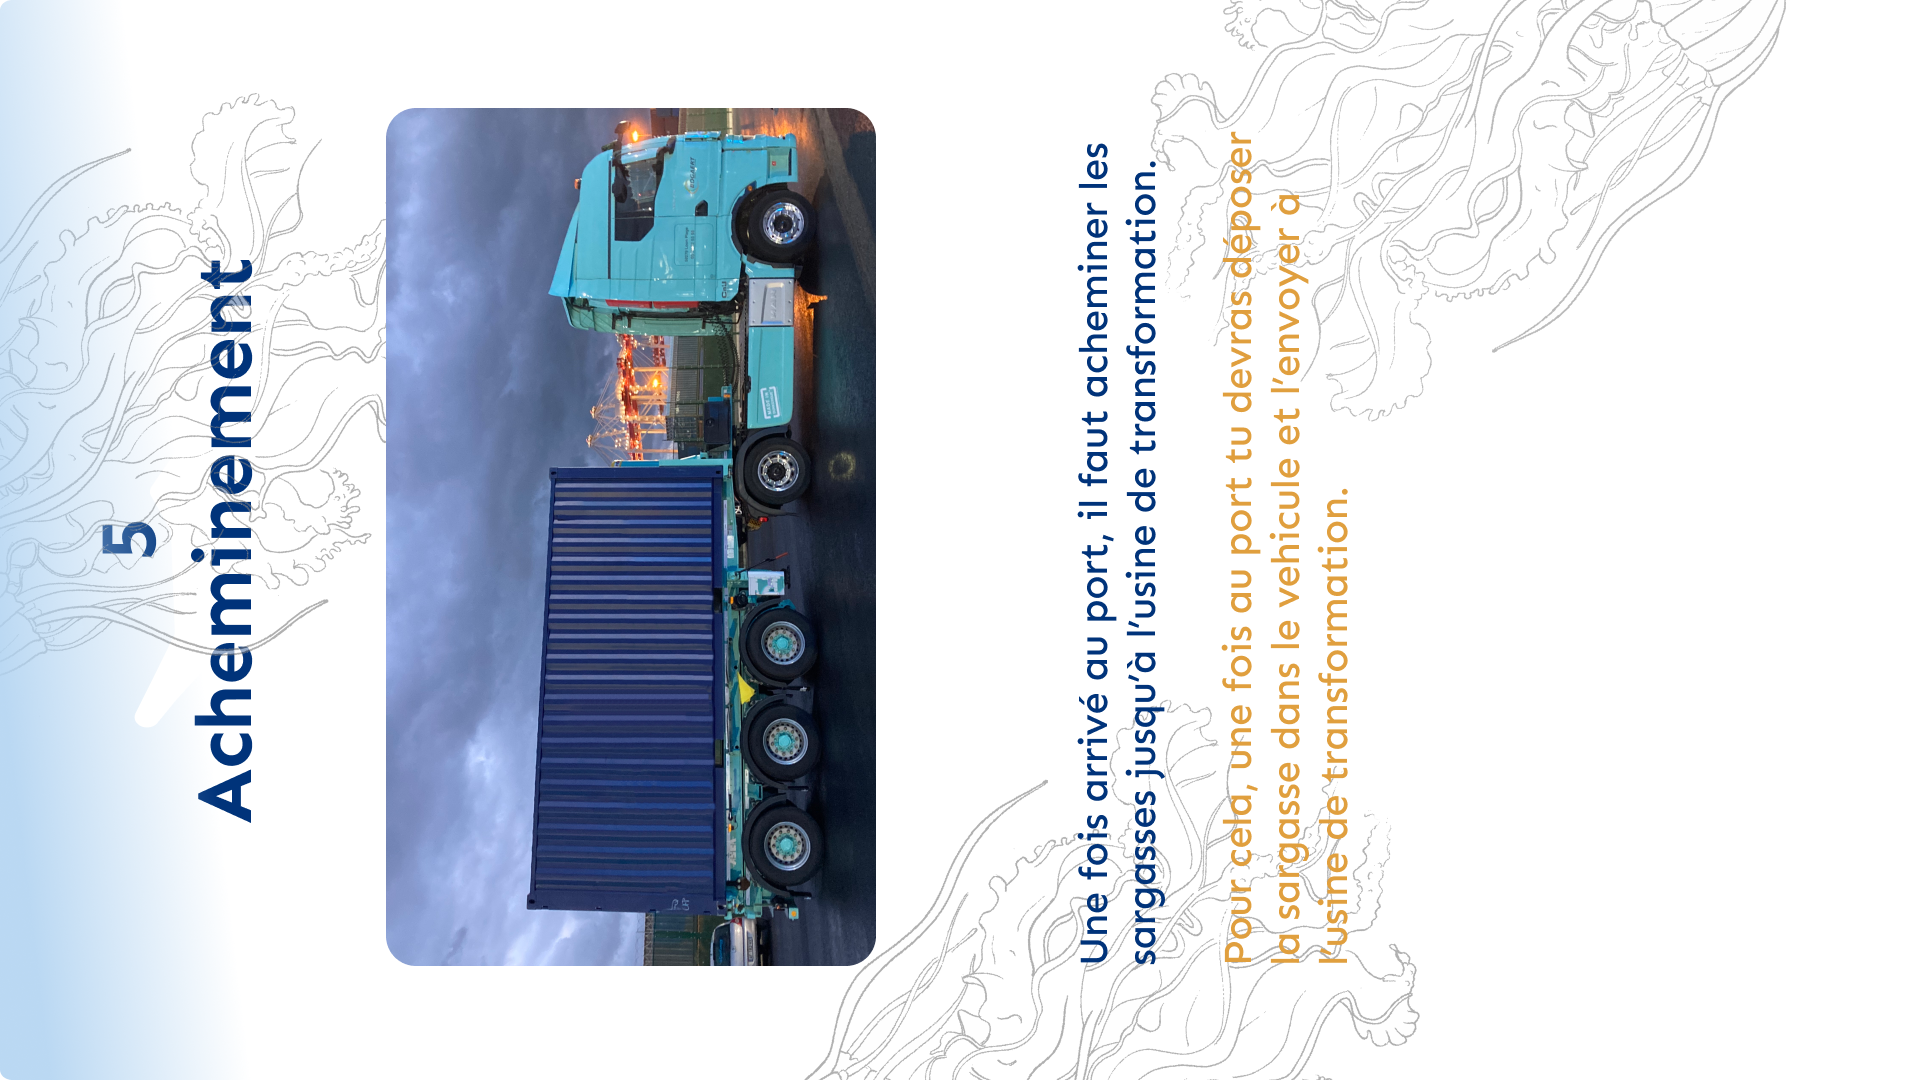 5
Acheminement
Une fois arrivé au port, il faut acheminer les
sargasses jusqu'à l'usine de transformation.
Pour cela, une fois au port tu devras déposer
la sargasse dans le vehicule et l'envoyer à
l'usine de transformation.